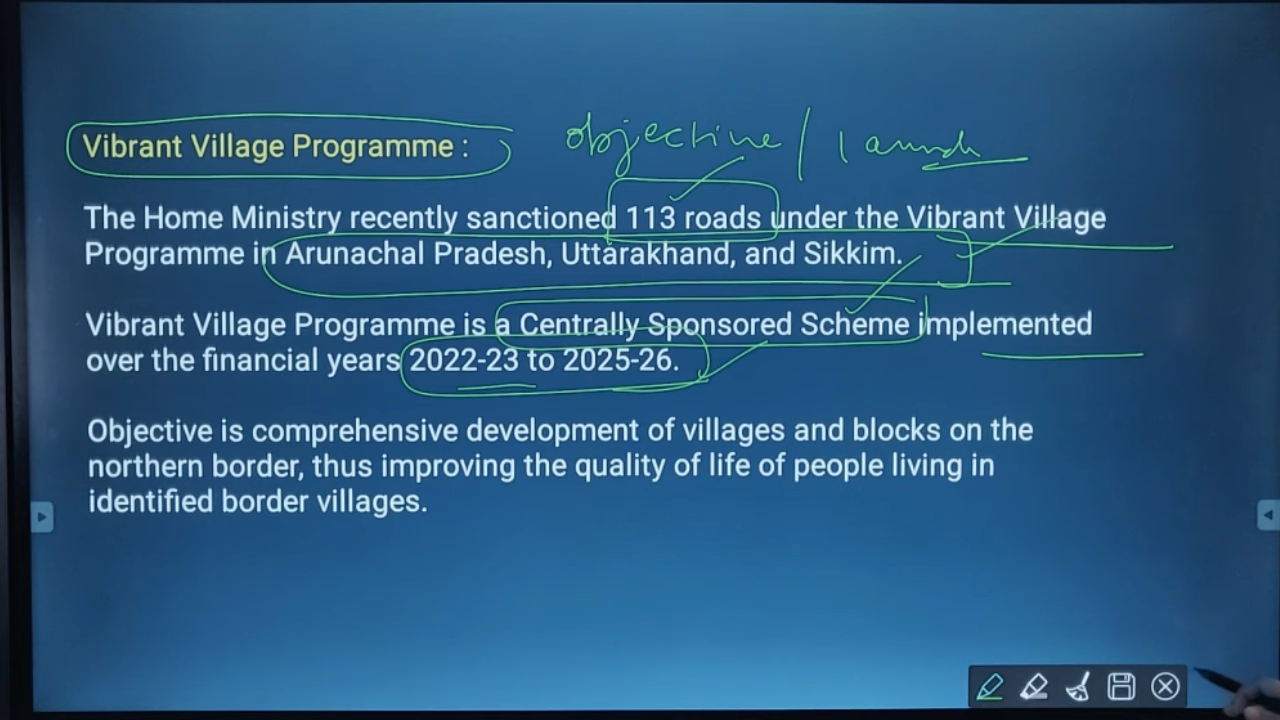 Vibrant Village Programme : objective / launch
The Home Ministry recently sanctioned 113 roads under the Vibrant Village
Programme in Arunachal Pradesh, Uttarakhand, and Sikkim.
Vibrant Village Programme is a Centrally Sponsored Scheme implemented
over the financial years 2022-23 to 2025-26.
Objective is comprehensive development of villages and blocks on the
northern border, thus improving the quality of life of people living in
identified border villages.